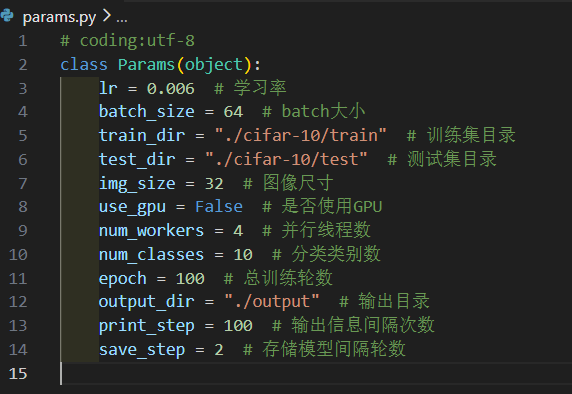 params.py > ...
1 # coding:utf-8
2 class Params(object):
3     lr = 0.006  # 学习率
4     batch_size = 64  # batch大小
5     train_dir = "./cifar-10/train"  # 训练集目录
6     test_dir = "./cifar-10/test"  # 测试集目录
7     img_size = 32  # 图像尺寸
8     use_gpu = False  # 是否使用GPU
9     num_workers = 4  # 并行线程数
10     num_classes = 10  # 分类类别数
11     epoch = 100  # 总训练轮数
12     output_dir = "./output"  # 输出目录
13     print_step = 100  # 输出信息间隔次数
14     save_step = 2  # 存储模型间隔轮数
15